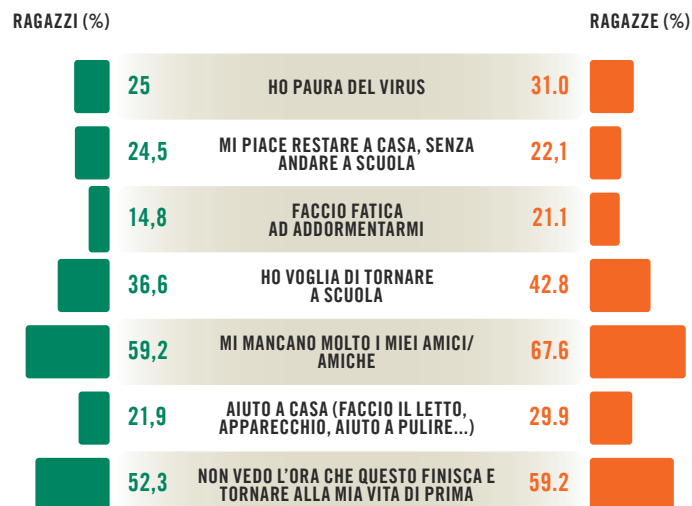 RAGAZZI (%) RAGAZZE (%)
25 HO PAURA DEL VIRUS 31.0
24,5 MI PIACE RESTARE A CASA, SENZA
ANDARE A SCUOLA 22,1
14,8 FACCIO FATICA
AD ADDORMENTARMI 21.1
36,6 HO VOGLIA DI TORNARE
A SCUOLA 42.8
59,2 MI MANCANO MOLTO I MIEI AMICI/
AMICHE 67.6
21,9 AIUTO A CASA (FACCIO IL LETTO,
APPARECCHIO, AIUTO A PULIRE...) 29.9
52,3 NON VEDO L'ORA CHE QUESTO FINISCA E
TORNARE ALLA MIA VITA DI PRIMA 59.2